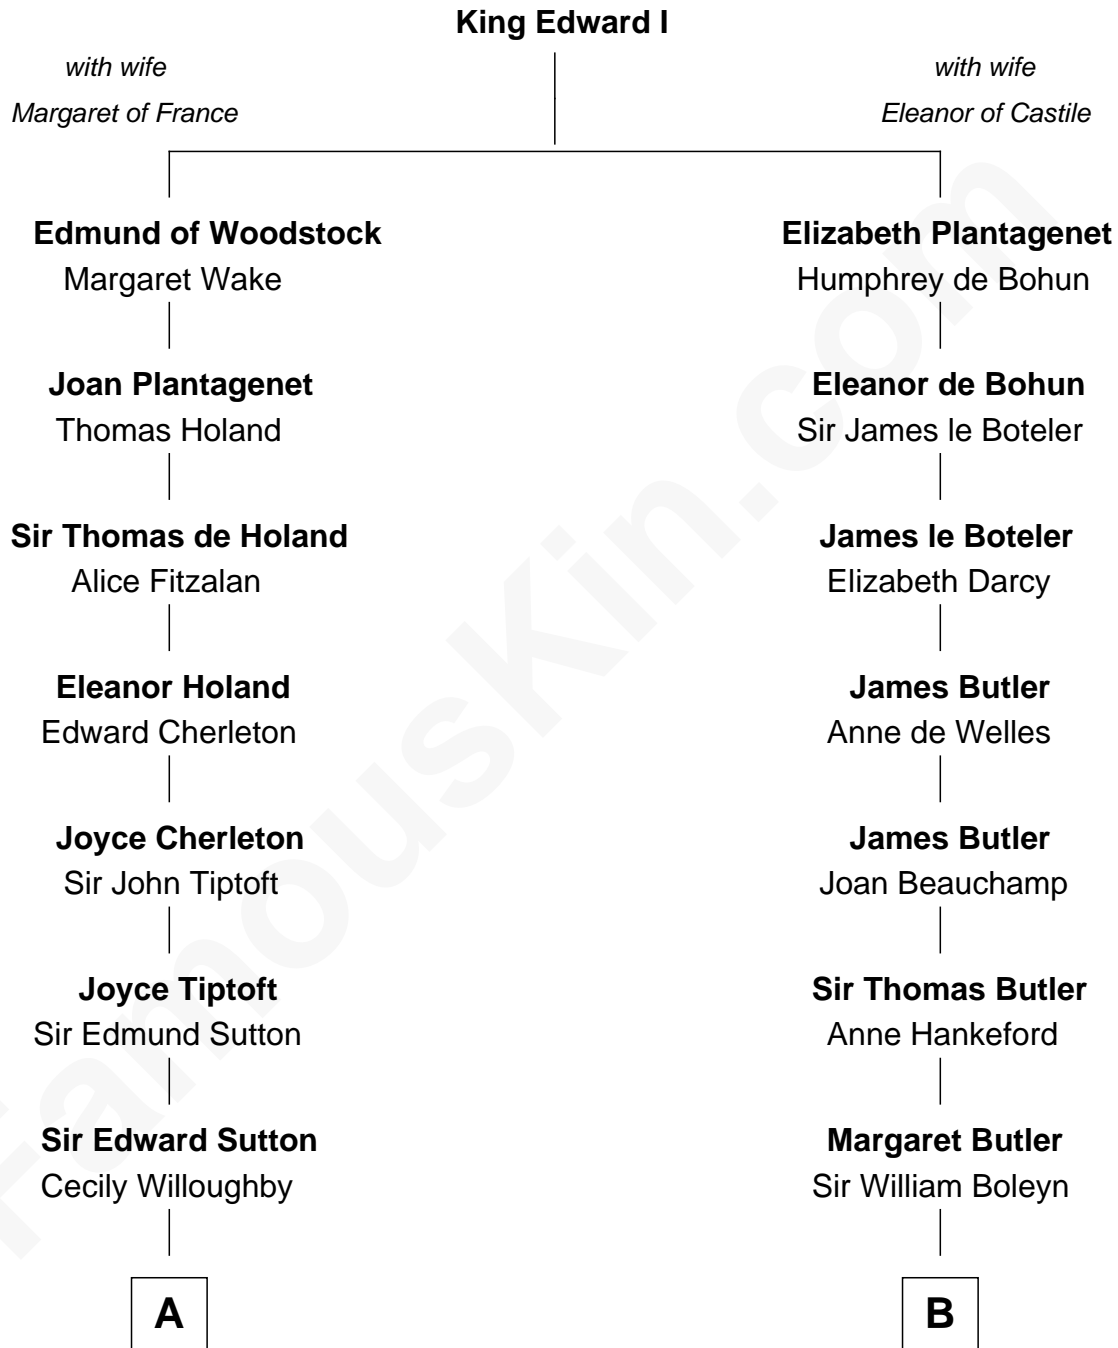 King Edward I
with wife
Margaret of France
with wife
Eleanor of Castile
Edmund of Woodstock
Margaret Wake
Elizabeth Plantagenet
Humphrey de Bohun
Joan Plantagenet
Thomas Holand
Eleanor de Bohun
Sir James le Boteler
Sir Thomas de Holand
Alice Fitzalan
James le Boteler
Elizabeth Darcy
Eleanor Holand
Edward Cherleton
James Butler
Anne de Welles
Joyce Cherleton
Sir John Tiptoft
James Butler
Joan Beauchamp
Joyce Tiptoft
Sir Edmund Sutton
Sir Thomas Butler
Anne Hankeford
Sir Edward Sutton
Cecily Willoughby
Margaret Butler
Sir William Boleyn
A
B
FamousKin.com